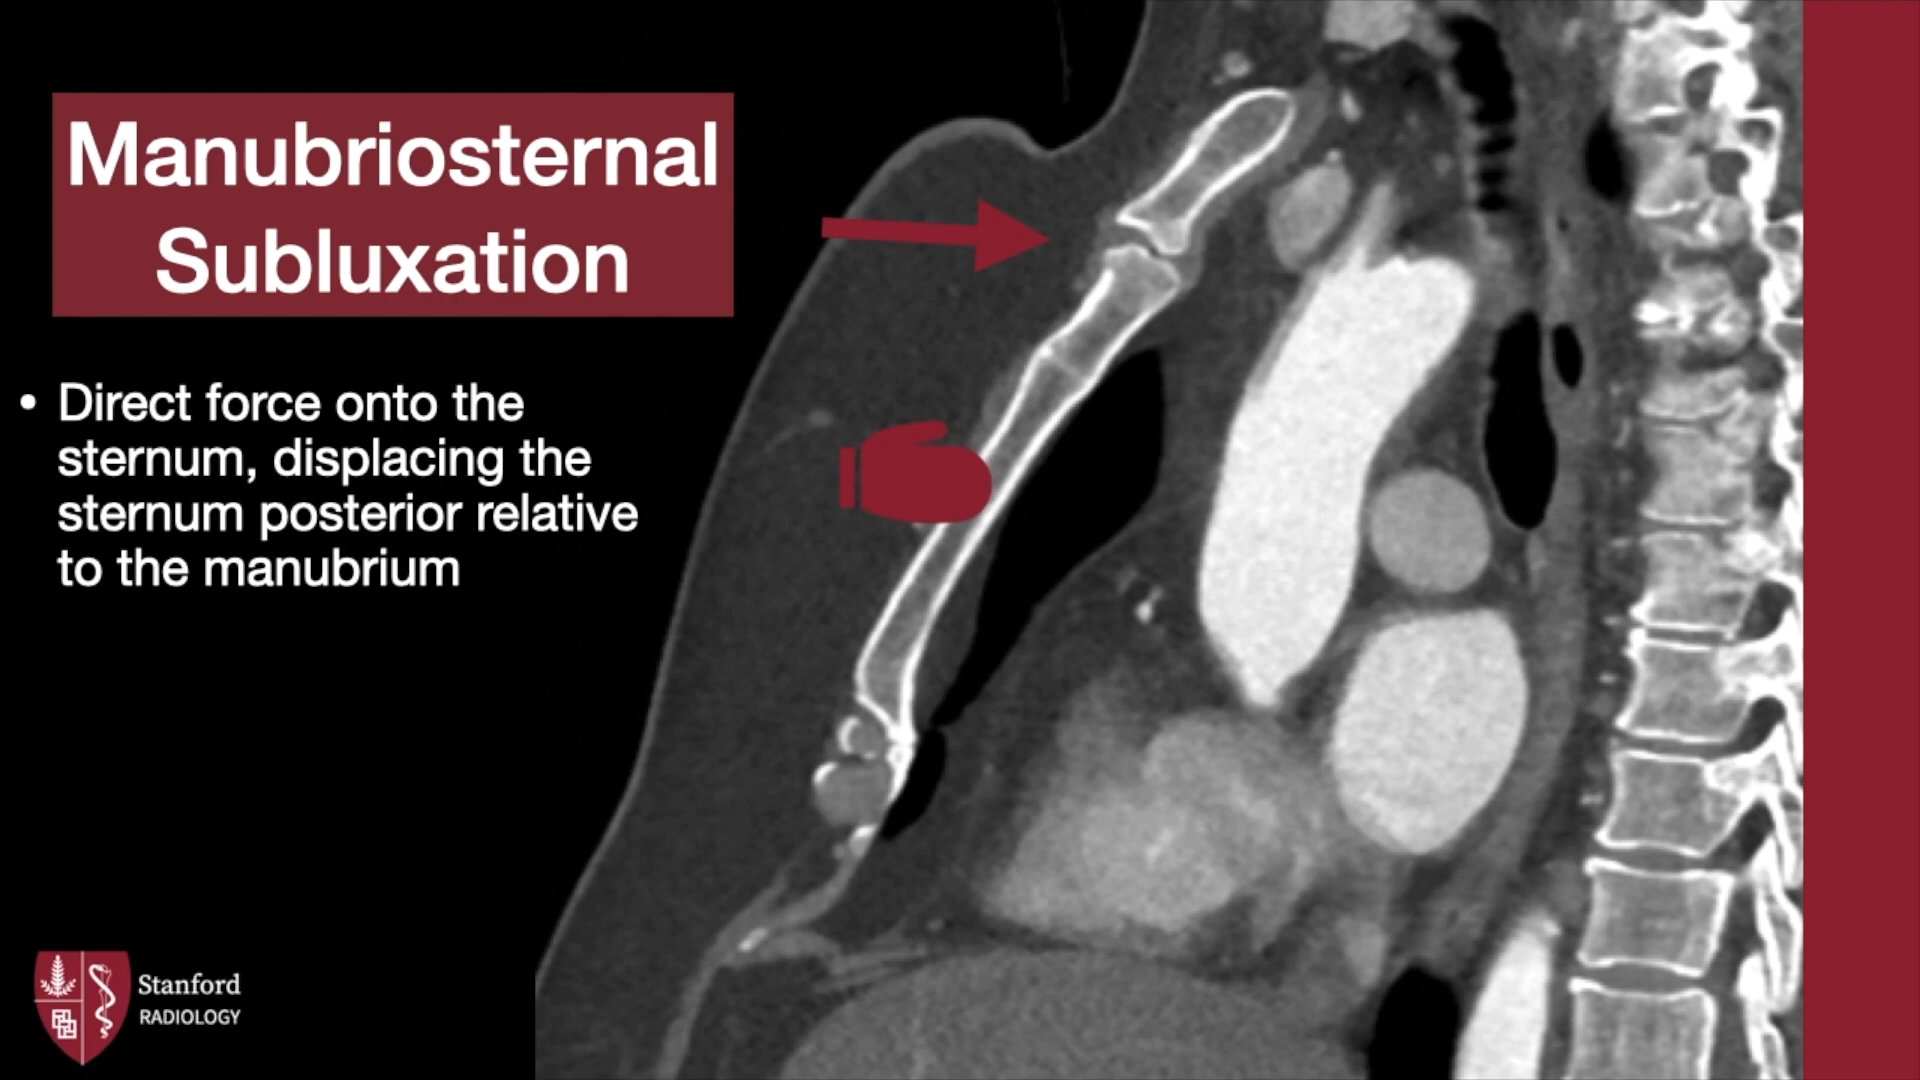 Manubriosternal
Subluxation
• Direct force onto the
sternum, displacing the
sternum posterior relative
to the manubrium
Stanford
RADIOLOGY